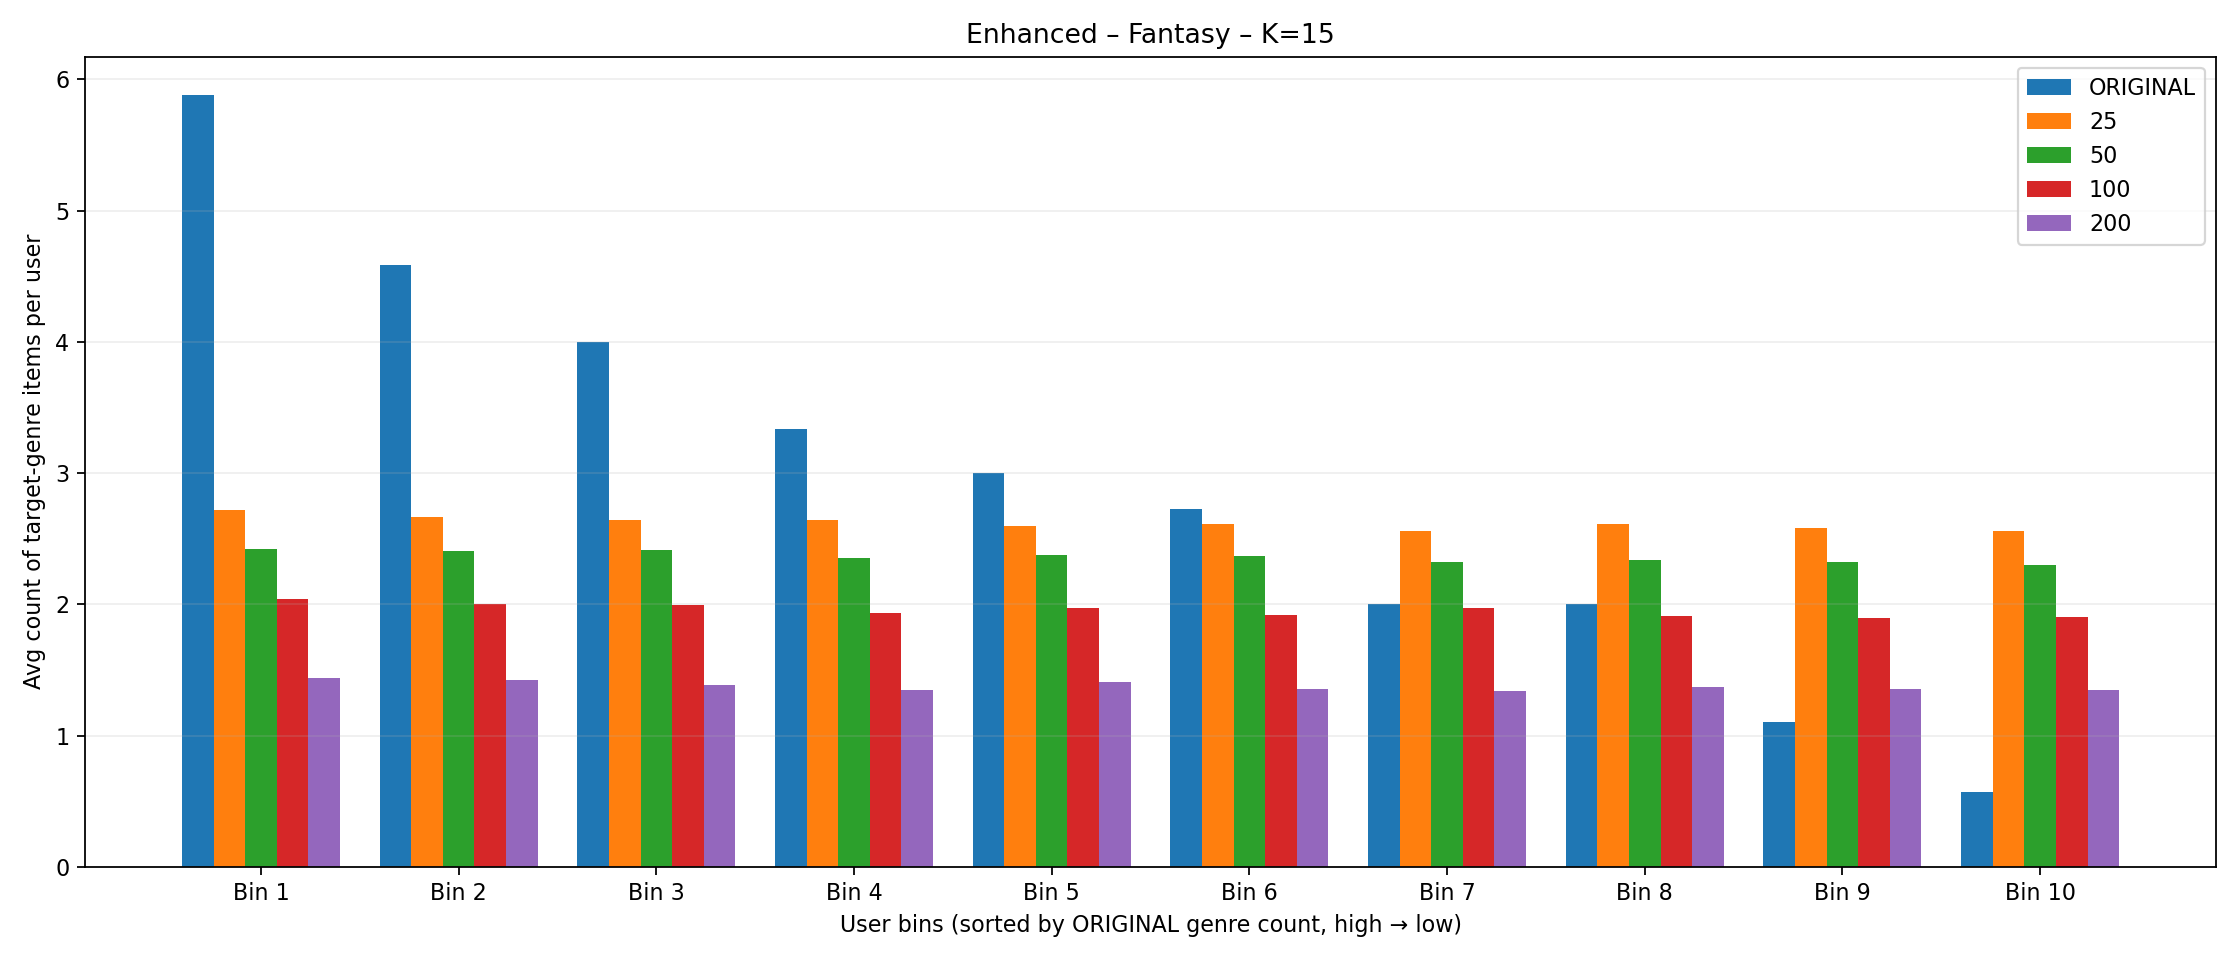 Enhanced – Fantasy – K=15
ORIGINAL
25
50
100
200
Avg count of target-genre items per user
6
5
4
3
2
1
0
Bin 1 Bin 2 Bin 3 Bin 4 Bin 5 Bin 6 Bin 7 Bin 8 Bin 9 Bin 10
User bins (sorted by ORIGINAL genre count, high → low)